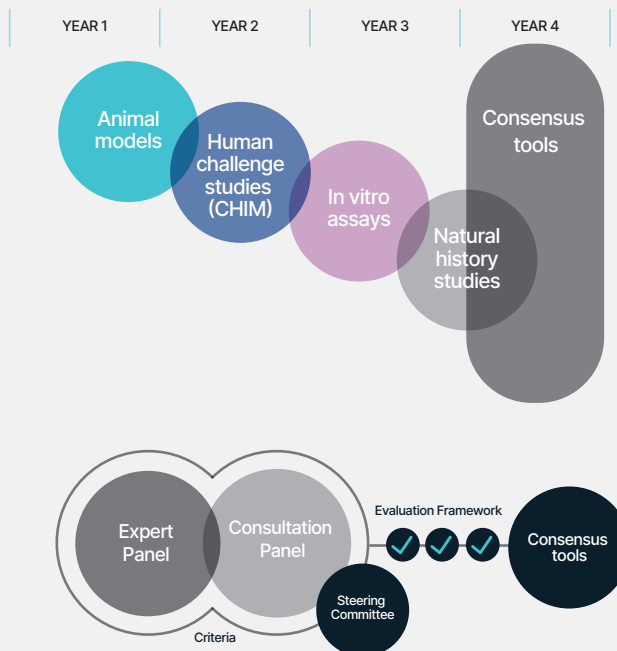 YEAR 1
YEAR 2
YEAR 3
YEAR 4
Animal
models
Human
challenge
studies
(CHIM)
In vitro
assays
Natural
history
studies
Consensus
tools
Expert
Panel
Consultation
Panel
Criteria
Steering
Committee
Evaluation Framework
Consensus
tools